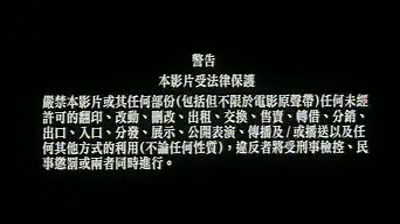 警告
本影片受法律保護
嚴禁本影片或其任何部份(包括但不限於電影原聲帶)任何未經
許可的翻印、改動、刪改、出租、交換、售賣、轉借、分銷、
出口、入口、分發、展示、公開表演、傳播及/或播送以及任
何其他方式的利用(不論任何性質)，違反者將受刑事檢控、民
事懲罰或兩者同時進行。